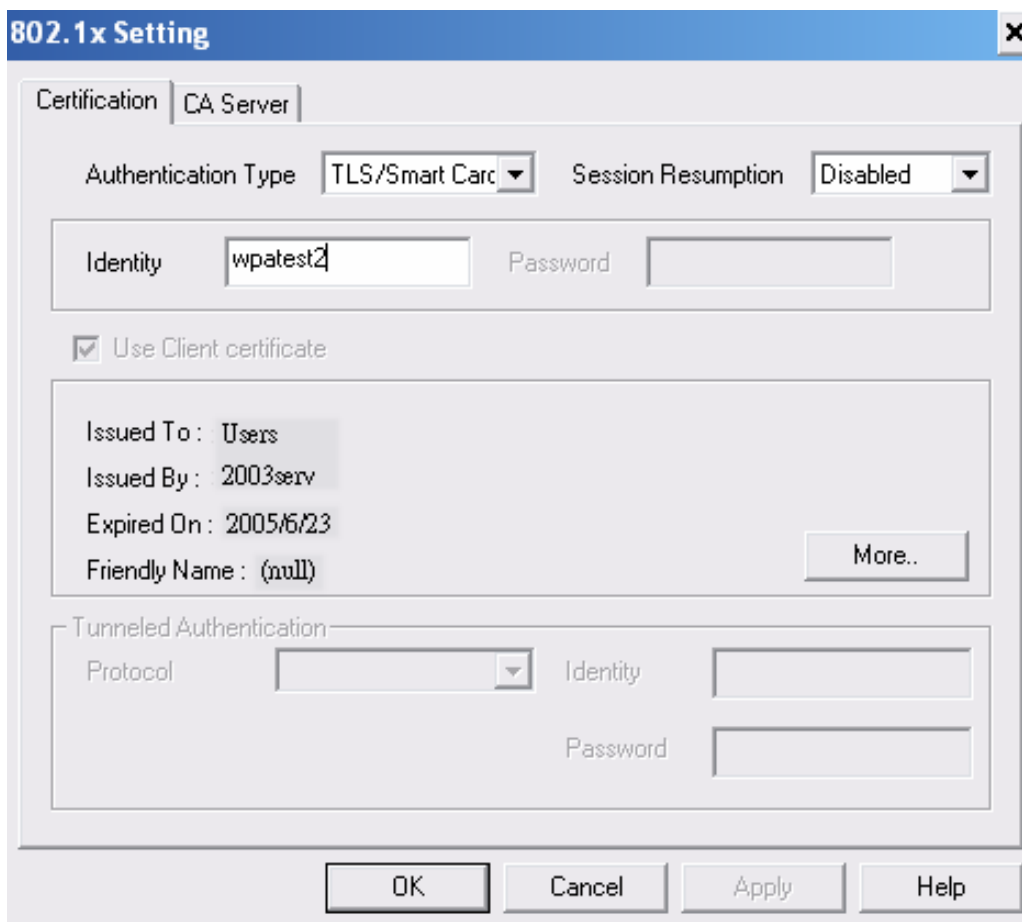 802.1x Setting
Certification CA Server
Authentication Type TLS/Smart Card Session Resumption Disabled
Identity wpatest2 Password
Use Client certificate
Issued To : Users
Issued By : 2003serv
Expired On : 2005/6/23
Friendly Name : (null)
More..
Tunneled Authentication
Protocol Identity
Password
OK Cancel Apply Help